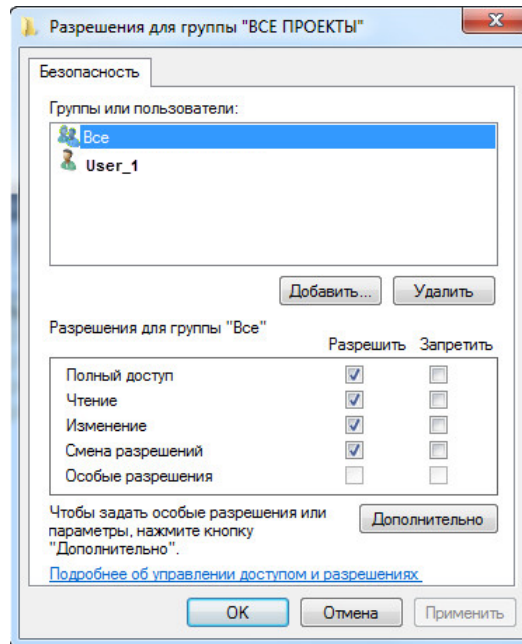 Разрешения для группы "ВСЕ ПРОЕКТЫ"
Безопасность
Группы или пользователи:
Все
User_1
Добавить...
Удалить
Разрешения для группы "Все"
Разрешить Запретить
Полный доступ
Чтение
Изменение
Смена разрешений
Особые разрешения
Чтобы задать особые разрешения или
параметры, нажмите кнопку
"Дополнительно".
Дополнительно
Подробнее об управлении доступом и разрешениях
ОК
Отмена
Применить